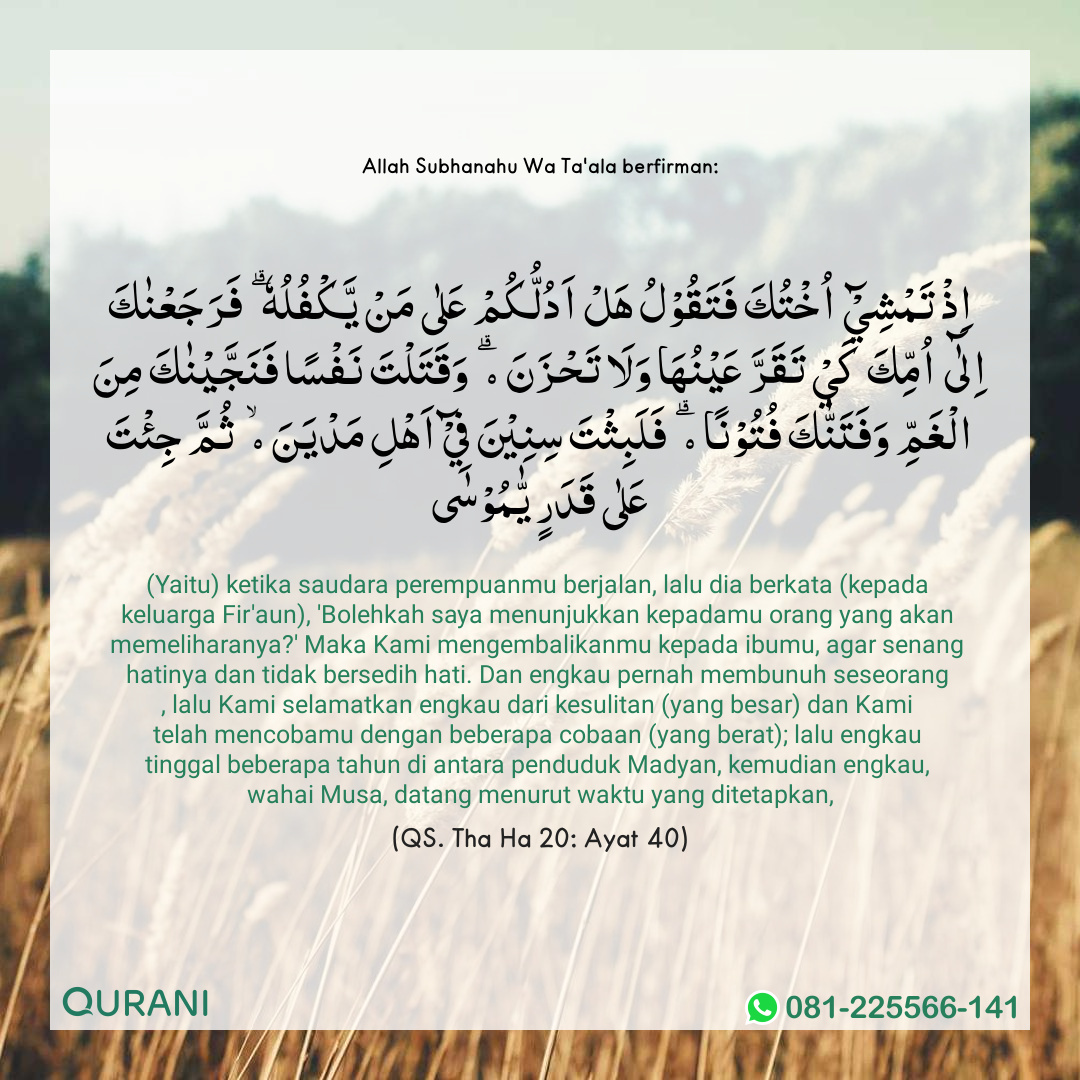 Allah Subhanahu Wa Ta'ala berfirman:
اِذْ تَمْشِيْٓ اُخْتُكَ فَتَقُوْلُ هَلْ اَدُلُّكُمْ عَلٰى مَنْ يَّكْفُلُهٗ ۗ فَرَجَعْنٰكَ
اِلٰٓى اُمِّكَ كَيْ تَقَرَّ عَيْنُهَا وَلَا تَحْزَنَ ەۗ وَقَتَلْتَ نَفْسًا فَنَجَّيْنٰكَ مِنَ
الْغَمِّ وَفَتَنّٰكَ فُتُوْنًا ەۗ فَلَبِثْتَ سِنِيْنَ فِيْٓ اَهْلِ مَدْيَنَ ەۙ ثُمَّ جِئْتَ
عَلٰى قَدَرٍ يّٰمُوْسٰى
(Yaitu) ketika saudara perempuanmu berjalan, lalu dia berkata (kepada
keluarga Fir'aun), 'Bolehkah saya menunjukkan kepadamu orang yang akan
memeliharanya?' Maka Kami mengembalikanmu kepada ibumu, agar senang
hatinya dan tidak bersedih hati. Dan engkau pernah membunuh seseorang
, lalu Kami selamatkan engkau dari kesulitan (yang besar) dan Kami
telah mencobamu dengan beberapa cobaan (yang berat); lalu engkau
tinggal beberapa tahun di antara penduduk Madyan, kemudian engkau,
wahai Musa, datang menurut waktu yang ditetapkan,
(QS. Tha Ha 20: Ayat 40)
QURANI
081-225566-141